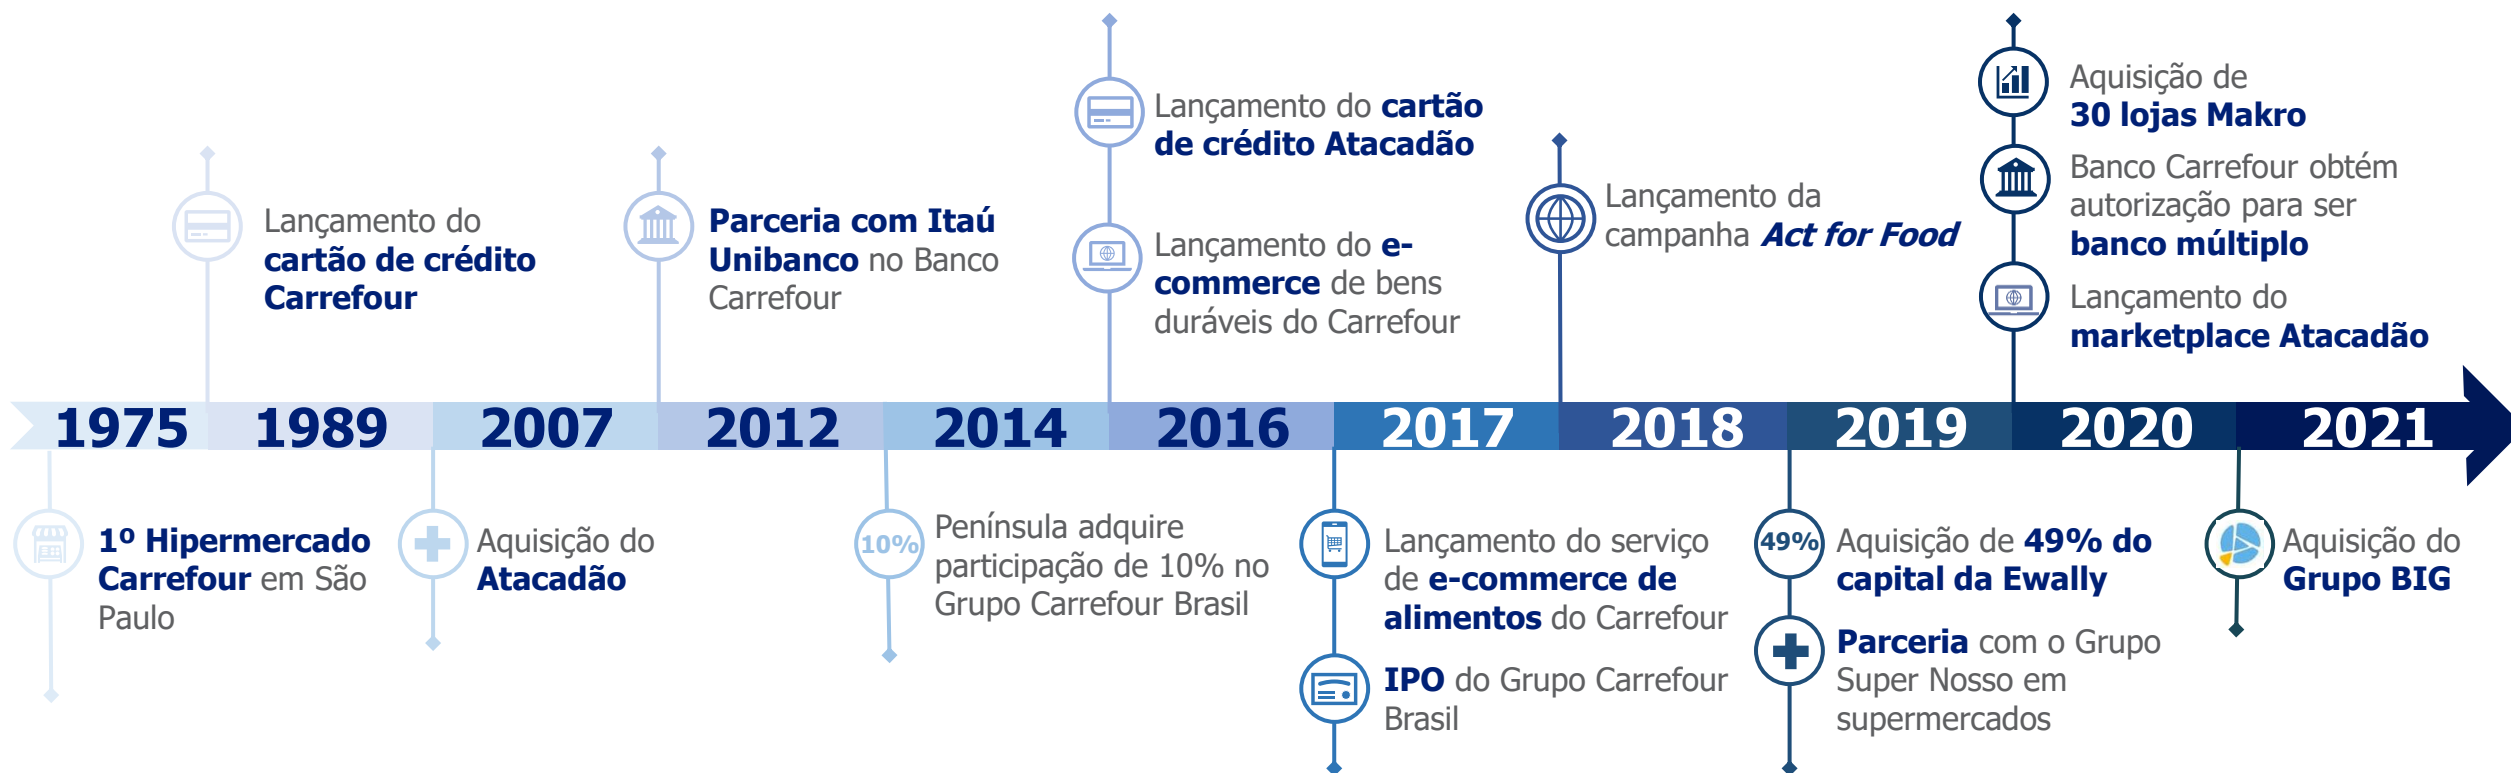 Lançamento do
cartão de crédito
Carrefour
Parceria com Itaú
Unibanco no Banco
Carrefour
Lançamento do cartão
de crédito Atacadão
Lançamento do e-
commerce de bens
duráveis do Carrefour
Lançamento da
campanha Act for Food
Aquisição de
30 lojas Makro
Banco Carrefour obtém
autorização para ser
banco múltiplo
Lançamento do
marketplace Atacadão
1975 1989 2007 2012 2014 2016 2017 2018 2019 2020 2021
1º Hipermercado
Carrefour em São
Paulo
Aquisição do
Atacadão
10%
Península adquire
participação de 10% no
Grupo Carrefour Brasil
Lançamento do serviço
de e-commerce de
alimentos do Carrefour
IPO do Grupo Carrefour
Brasil
49%
Aquisição de 49% do
capital da Ewally
Parceria com o Grupo
Super Nosso em
supermercados
Aquisição do
Grupo BIG